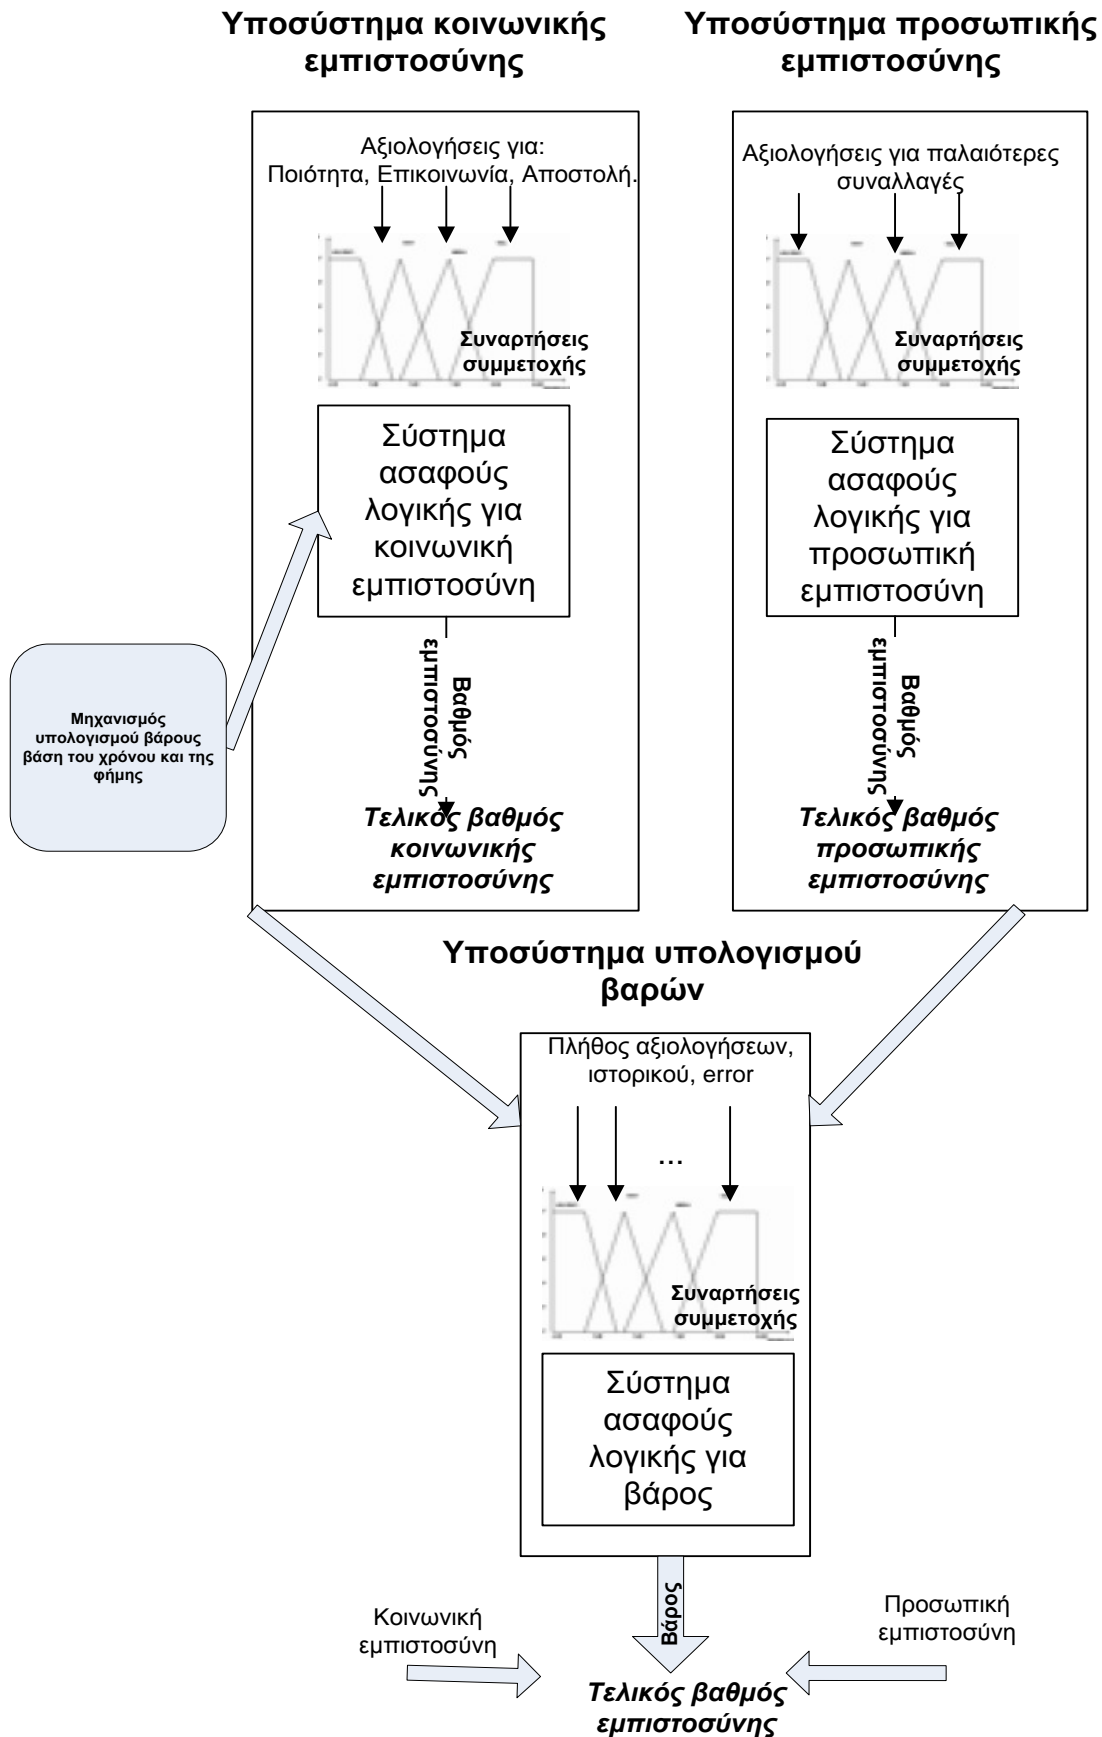 Υποσύστημα κοινωνικής
εμπιστοσύνης
Υποσύστημα προσωπικής
εμπιστοσύνης
Αξιολογήσεις για:
Ποιότητα, Επικοινωνία, Αποστολή.
Συναρτήσεις
συμμετοχής
Σύστημα
ασαφούς
λογικής για
κοινωνική
εμπιστοσύνη
Βαθμός
εμπιστοσύνης
Τελικός βαθμός
κοινωνικής
εμπιστοσύνης
Αξιολογήσεις για παλαιότερες
συναλλαγές
Συναρτήσεις
συμμετοχής
Σύστημα
ασαφούς
λογικής για
προσωπική
εμπιστοσύνη
Βαθμός
εμπιστοσύνης
Τελικός βαθμός
προσωπικής
εμπιστοσύνης
Μηχανισμός
υπολογισμού βάρους
βάση του χρόνου και της
φήμης
Υποσύστημα υπολογισμού
βαρών
Πλήθος αξιολογήσεων,
ιστορικού, error
...
Συναρτήσεις
συμμετοχής
Σύστημα
ασαφούς
λογικής για
βάρος
Βάρος
Κοινωνική
εμπιστοσύνη
Προσωπική
εμπιστοσύνη
Τελικός βαθμός
εμπιστοσύνης